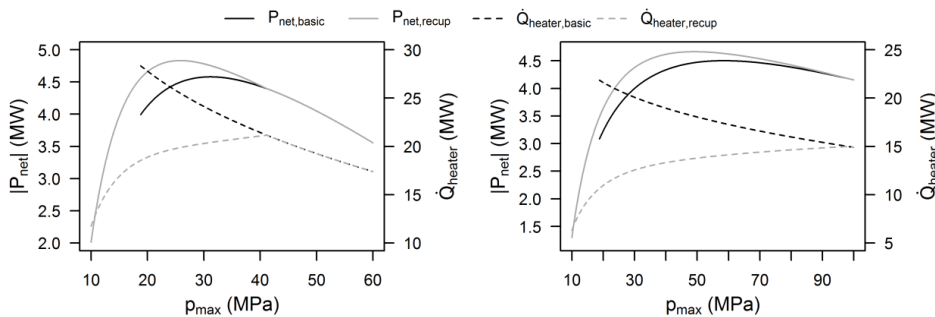 P_net,basic P_net,recup Q̇_heater,basic Q̇_heater,recup
|P_net| (MW)
5.0
4.5
4.0
3.5
3.0
2.5
2.0
30
25
20
15
10
Q̇_heater (MW)
10 20 30 40 50 60
p_max (MPa)
|P_net| (MW)
4.5
4.0
3.5
3.0
2.5
2.0
1.5
25
20
15
10
5
Q̇_heater (MW)
10 30 50 70 90
p_max (MPa)